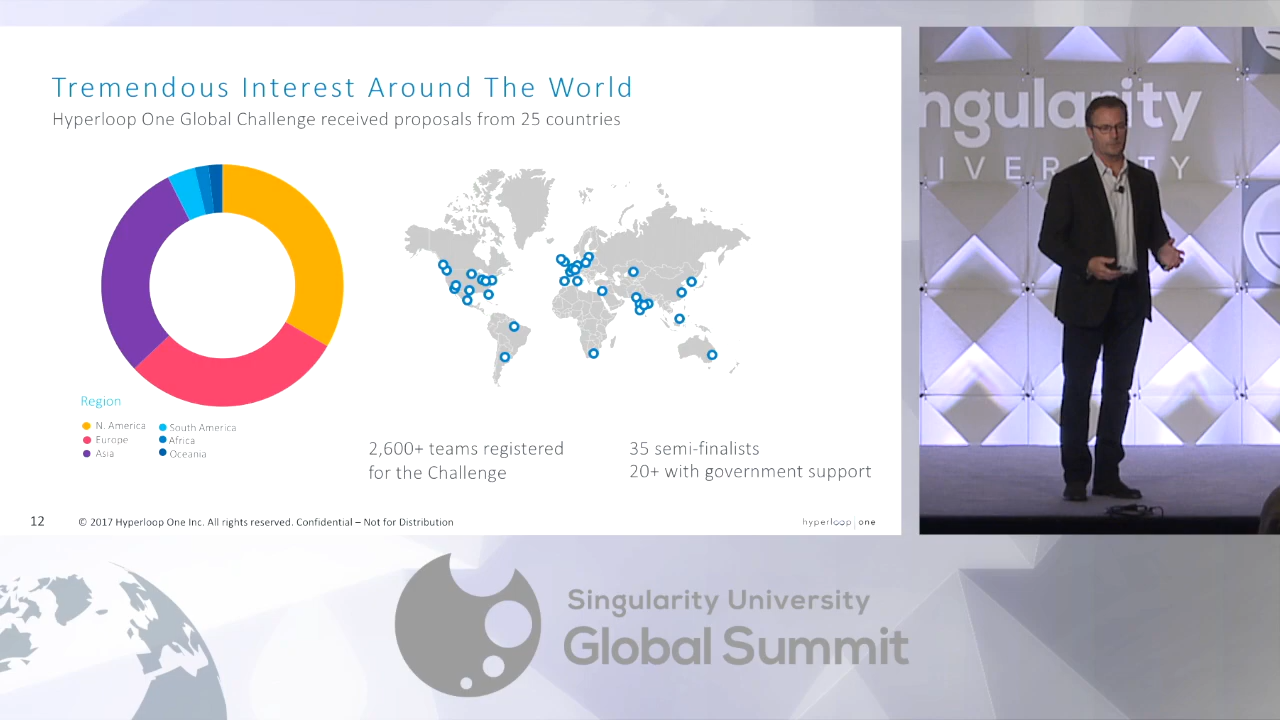 Tremendous Interest Around The World
Hyperloop One Global Challenge received proposals from 25 countries
Region
N. America
Europe
Asia
South America
Africa
Oceania
2,600+ teams registered
for the Challenge
35 semi-finalists
20+ with government support
12
© 2017 Hyperloop One Inc. All rights reserved. Confidential – Not for Distribution
hyperloop one
ngularity
IVERSITY
Singularity University
Global Summit